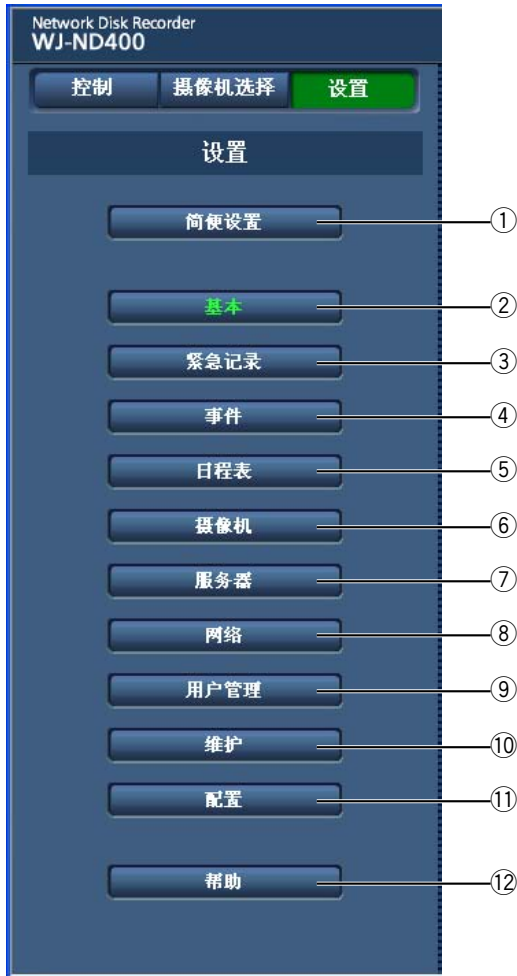 Network Disk Recorder
WJ-ND400
控制 摄像机选择 设置
设置
简便设置 ①
基本 ②
紧急记录 ③
事件 ④
日程表 ⑤
摄像机 ⑥
服务器 ⑦
网络 ⑧
用户管理 ⑨
维护 ⑩
配置 ⑪
帮助 ⑫